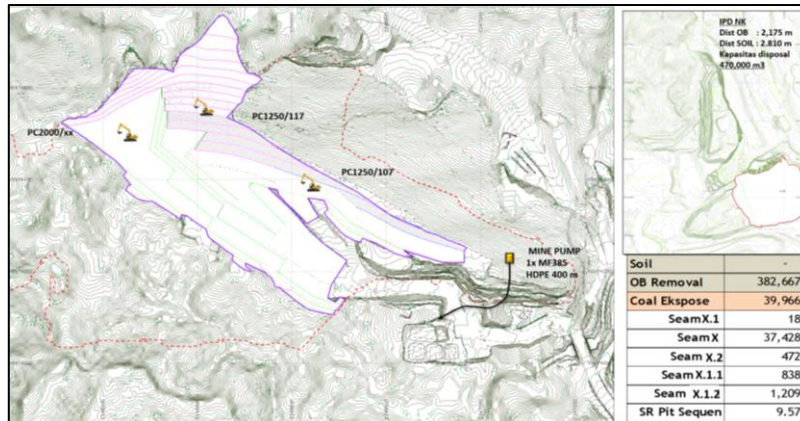 PC2000/xx
PC1250/117
PC1250/107
MINE PUMP
1x MF385
HDPE 400 m
IPD NK
Dist OB : 2,175 m
Dist SOIL : 2.810 m
Kapasitas disposal
470,000 m3
Soil -
OB Removal 382,667
Coal Ekspose 39,966
Seam X.1 18
Seam X 37,428
Seam X.2 472
Seam X.1.1 838
Seam X.1.2 1,209
SR Pit Sequen 9.57